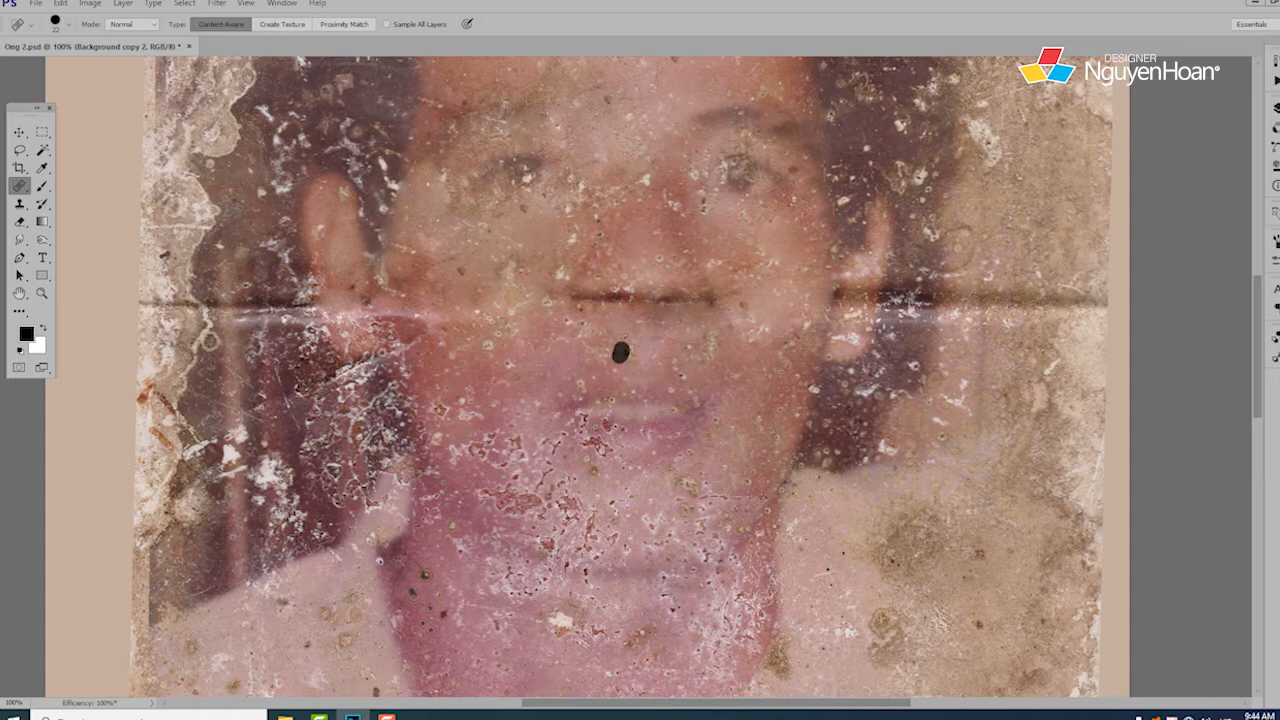 Ps File Edit Image Layer Type Select Filter View Window Help
22 Mode: Normal Type: Content-Aware Create Texture Proximity Match Sample All Layers Essentials
Ong 2.psd @ 100% (Background copy 2, RGB/8) * ×
DESIGNER
NguyenHoan®
T
100% Efficiency: 100%*
9:44 AM